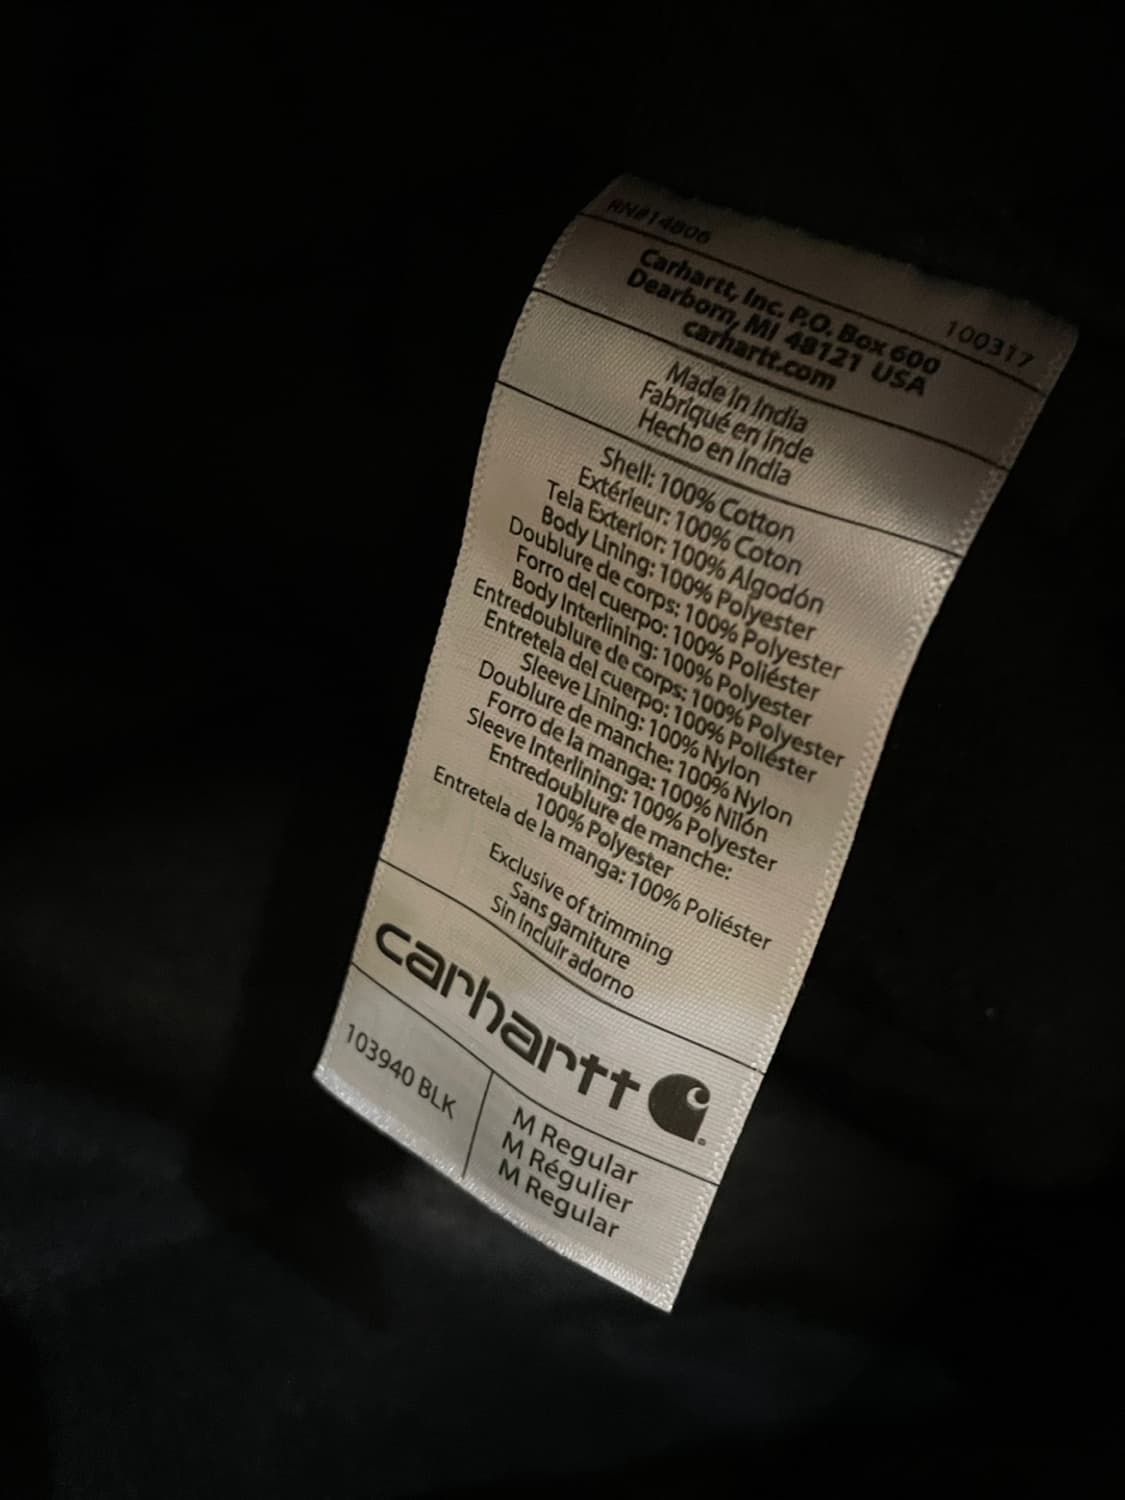 RN#14806
100317
Carhartt, Inc. P.O. Box 600
Dearborn, MI 48121 USA
carhartt.com
Made in India
Fabriqué en Inde
Hecho en India
Shell: 100% Cotton
Extérieur: 100% Coton
Tela Exterior: 100% Algodón
Body Lining: 100% Polyester
Doublure de corps: 100% Polyester
Forro del cuerpo: 100% Poliéster
Body Interlining: 100% Polyester
Entredoublure de corps: 100% Polyester
Entretela del cuerpo: 100% Poliéster
Sleeve Lining: 100% Nylon
Doublure de manche: 100% Nylon
Forro de la manga: 100% Nilón
Sleeve Interlining: 100% Polyester
Entredoublure de manche:
100% Polyester
Entretela de la manga: 100% Poliéster
Exclusive of trimming
Sans garniture
Sin incluir adorno
carhartt
103940 BLK
M Regular
M Régulier
M Regular